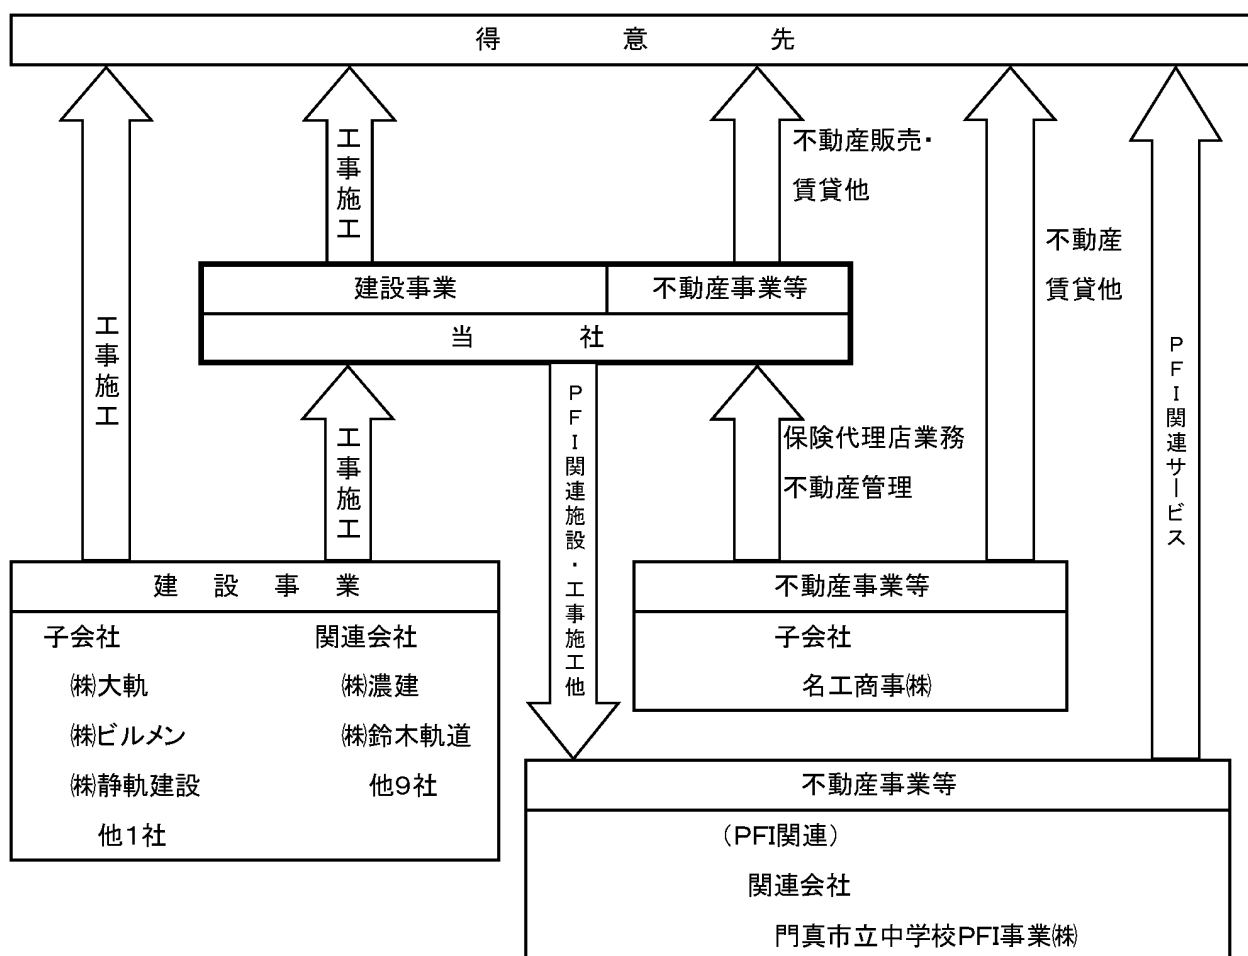 得意先
工事施工
工事施工
不動産販売・
賃貸他
不動産
賃貸他
PFI関連サービス
建設事業
不動産事業等
当社
工事施工
PFI関連施設・工事施工他
保険代理店業務
不動産管理
建設事業
子会社
関連会社
㈱大軌
㈱濃建
㈱ビルメン
㈱鈴木軌道
㈱静軌建設
他9社
他1社
不動産事業等
子会社
名工商事㈱
不動産事業等
（PFI関連）
関連会社
門真市立中学校PFI事業㈱